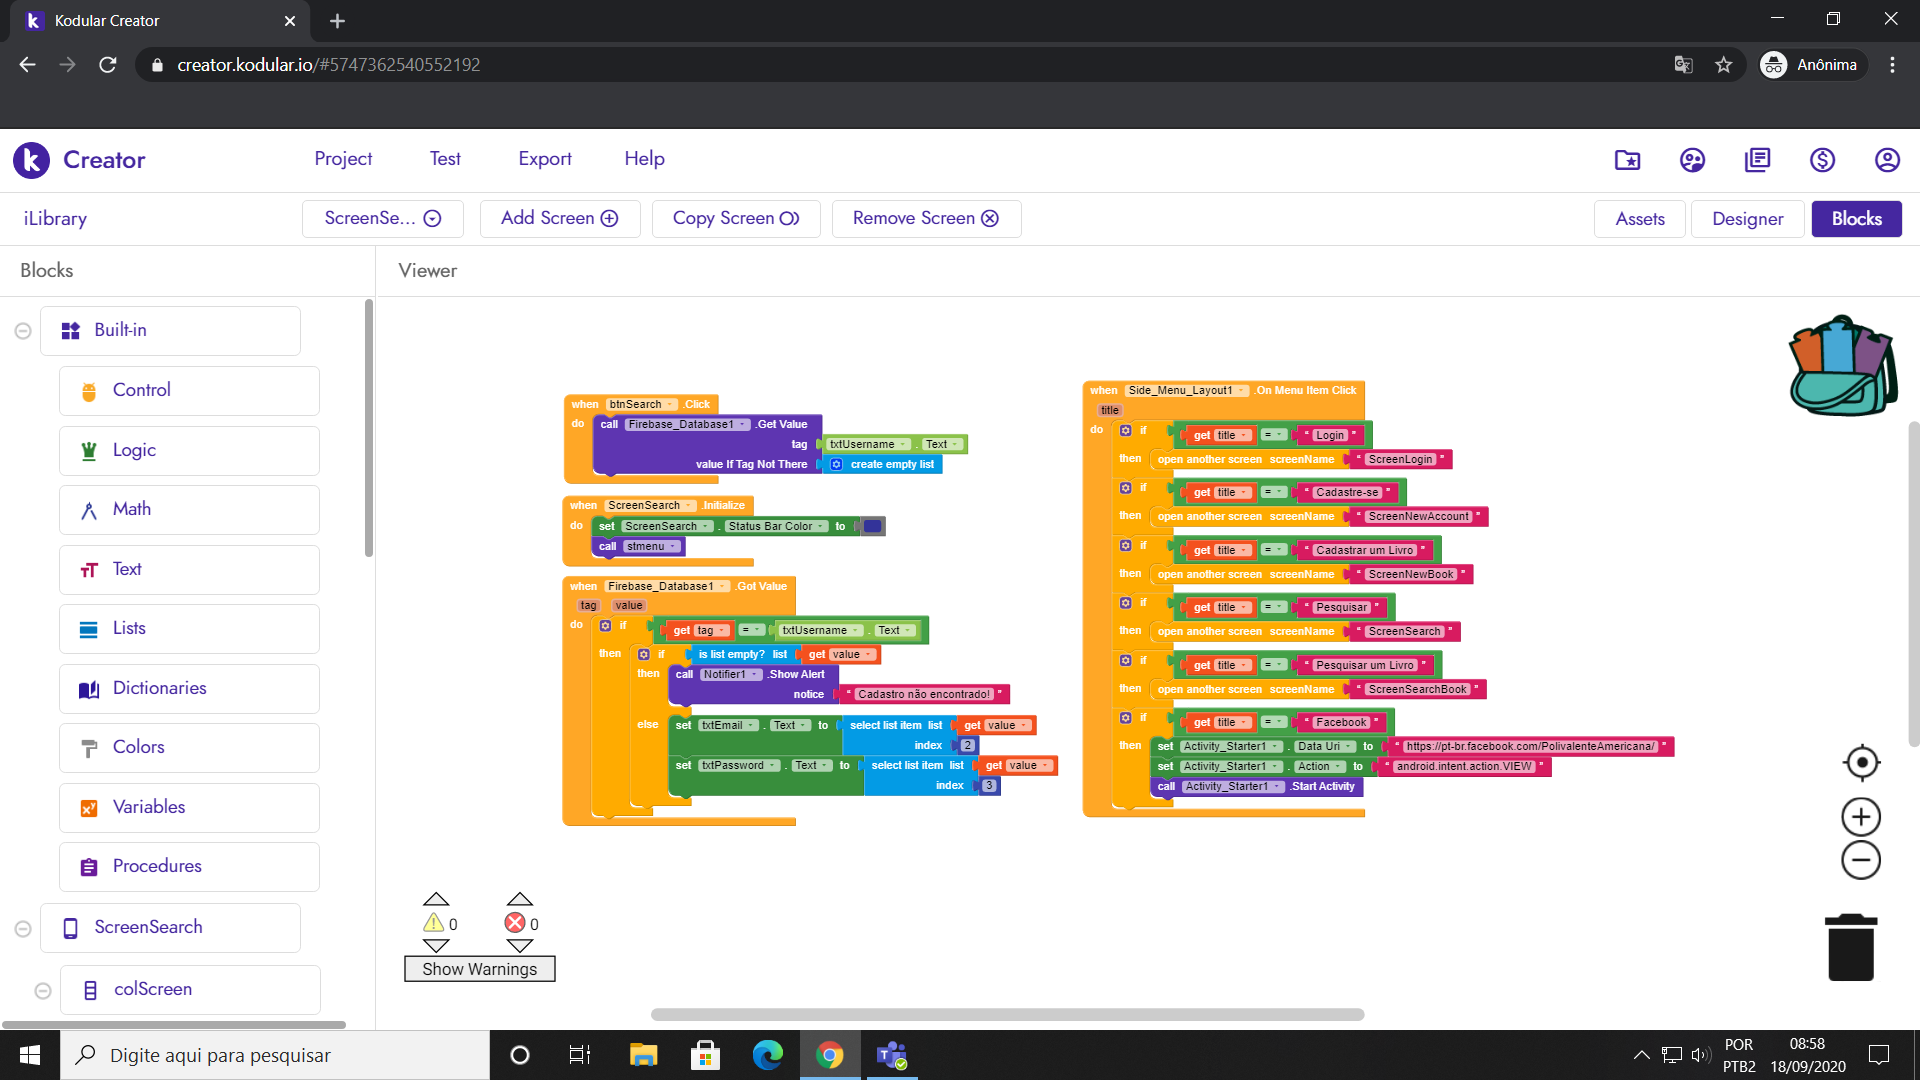 Kodular Creator
creator.kodular.io/#5747362540552192
Anônima
Creator
Project
Test
Export
Help
iLibrary
ScreenSe...
Add Screen
Copy Screen
Remove Screen
Assets
Designer
Blocks
Blocks
Viewer
Built-in
Control
Logic
Math
Text
Lists
Dictionaries
Colors
Variables
Procedures
ScreenSearch
colScreen
when btnSearch .Click
do call Firebase_Database1 .Get Value
tag txtUsername . Text
value If Tag Not There create empty list
when ScreenSearch .Initialize
do set ScreenSearch . Status Bar Color to
call stmenu
when Firebase_Database1 .Got Value
tag value
do if get tag = txtUsername . Text
then if is list empty? list get value
then call Notifier1 .Show Alert
notice “ Cadastro não encontrado! ”
else set txtEmail . Text to select list item list get value
index 2
set txtPassword . Text to select list item list get value
index 3
when Side_Menu_Layout1 .On Menu Item Click
title
do if get title = “ Login ”
then open another screen screenName “ ScreenLogin ”
if get title = “ Cadastre-se ”
then open another screen screenName “ ScreenNewAccount ”
if get title = “ Cadastrar um Livro ”
then open another screen screenName “ ScreenNewBook ”
if get title = “ Pesquisar ”
then open another screen screenName “ ScreenSearch ”
if get title = “ Pesquisar um Livro ”
then open another screen screenName “ ScreenSearchBook ”
if get title = “ Facebook ”
then set Activity_Starter1 . Data Uri to “ https://pt-br.facebook.com/PolivalenteAmericana/ ”
set Activity_Starter1 . Action to “ android.intent.action.VIEW ”
call Activity_Starter1 .Start Activity
0
0
Show Warnings
Digite aqui para pesquisar
POR
PTB2
08:58
18/09/2020